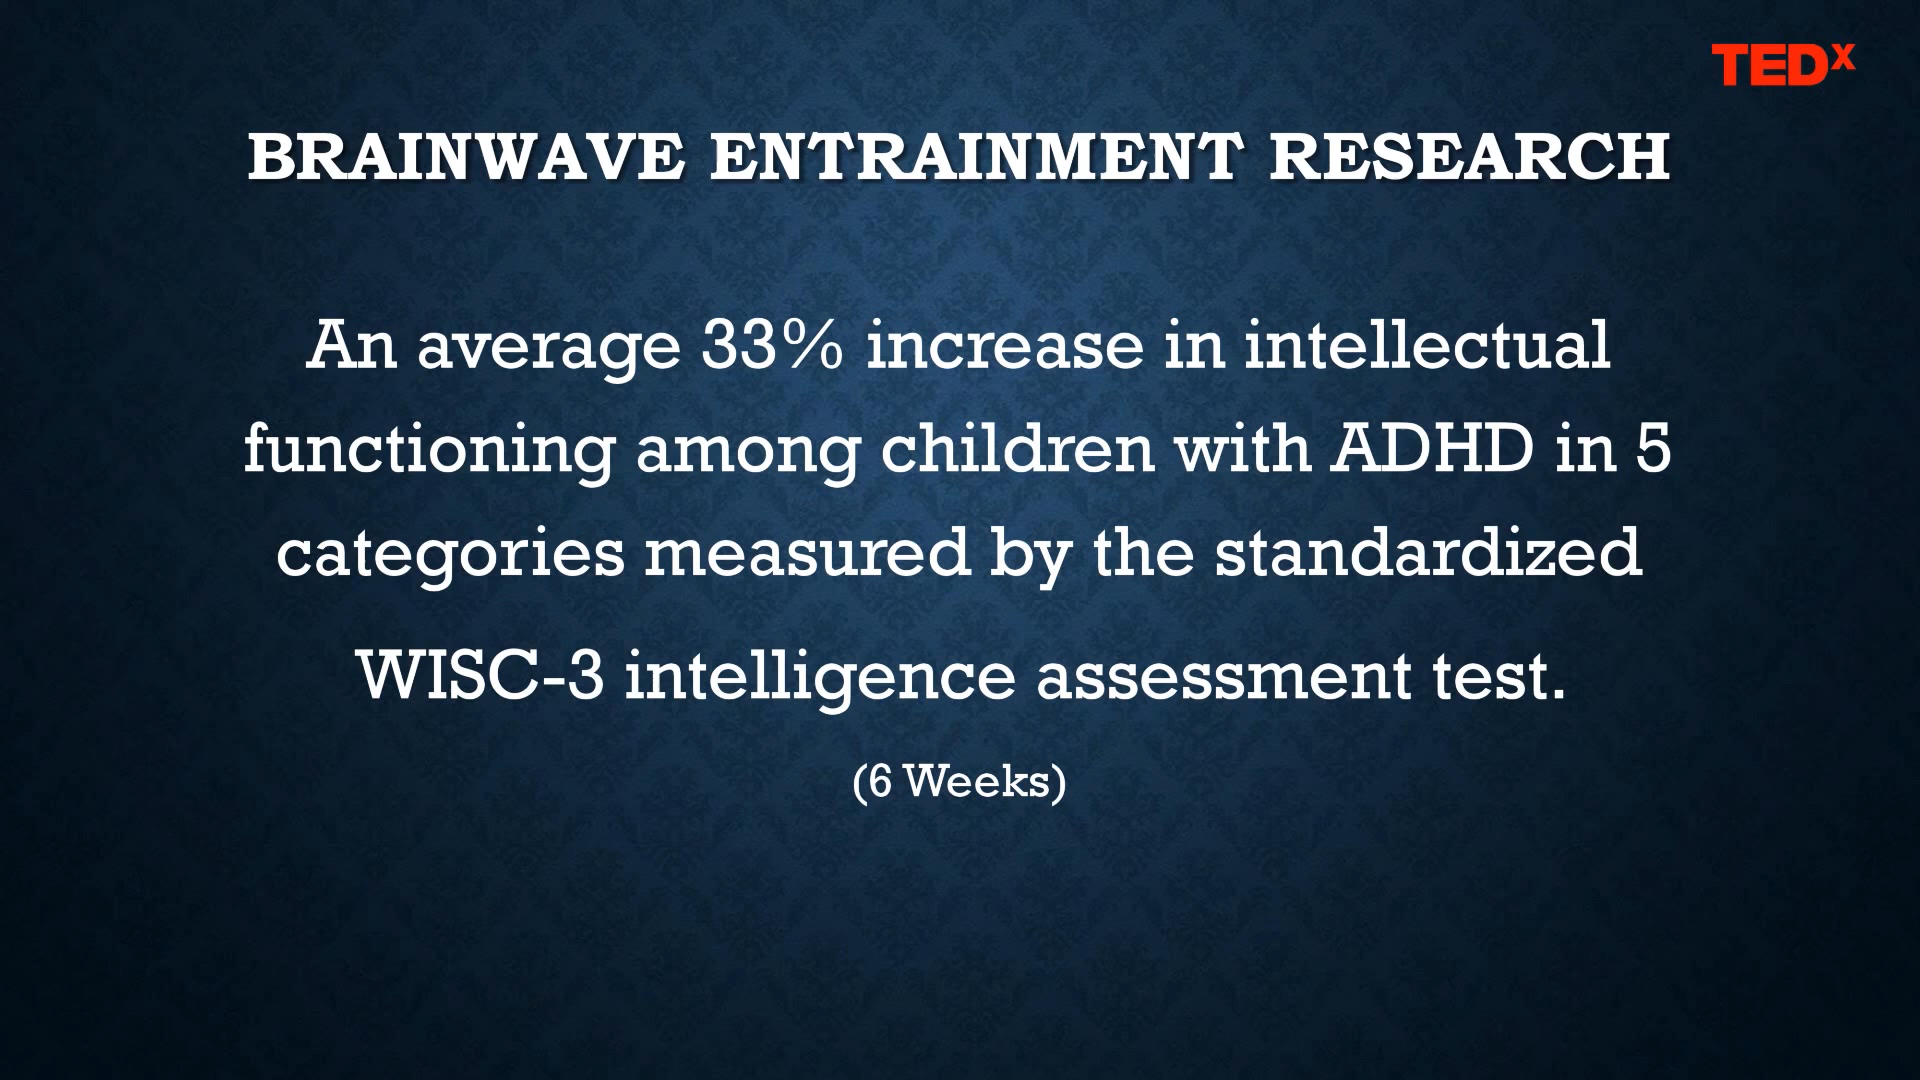 TEDx
BRAINWAVE ENTRAINMENT RESEARCH
An average 33% increase in intellectual
functioning among children with ADHD in 5
categories measured by the standardized
WISC-3 intelligence assessment test.
(6 Weeks)